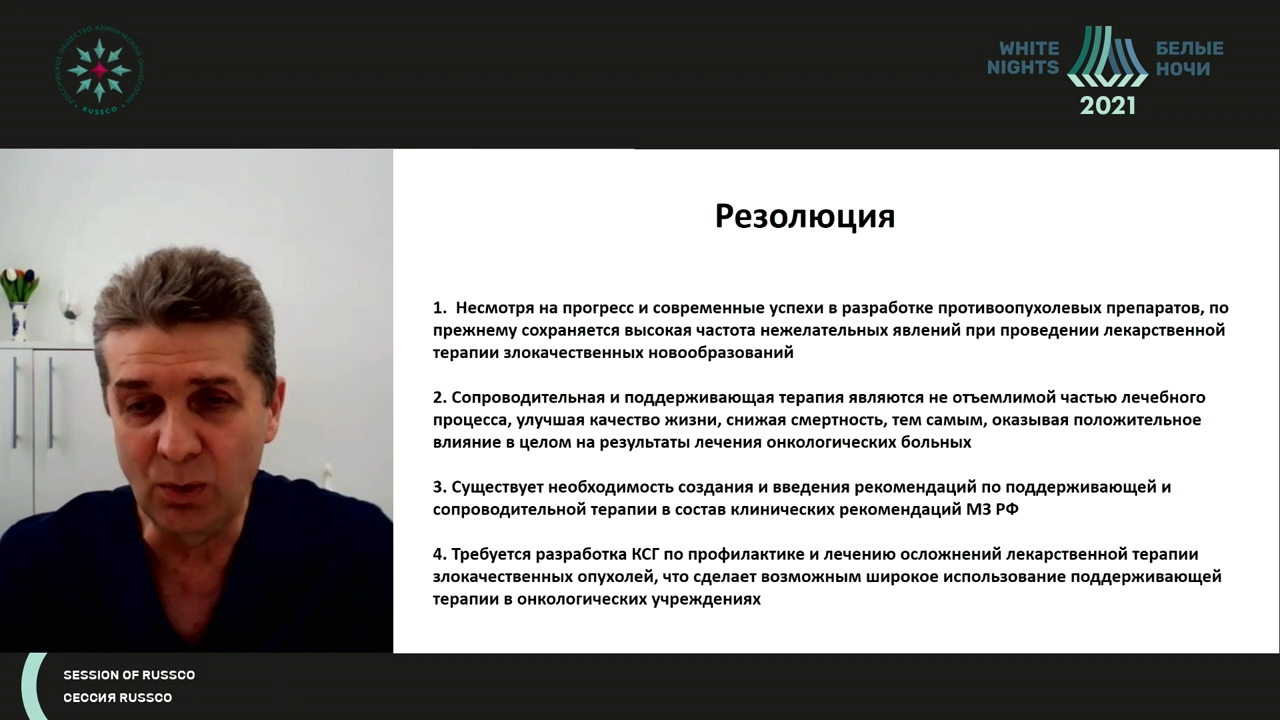 РОССИЙСКОЕ ОБЩЕСТВО КЛИНИЧЕСКОЙ ОНКОЛОГИИ
RUSSCO
WHITE
NIGHTS
БЕЛЫЕ
НОЧИ
2021
Резолюция
1. Несмотря на прогресс и современные успехи в разработке противоопухолевых препаратов, по
прежнему сохраняется высокая частота нежелательных явлений при проведении лекарственной
терапии злокачественных новообразований
2. Сопроводительная и поддерживающая терапия являются не отъемлимой частью лечебного
процесса, улучшая качество жизни, снижая смертность, тем самым, оказывая положительное
влияние в целом на результаты лечения онкологических больных
3. Существует необходимость создания и введения рекомендаций по поддерживающей и
сопроводительной терапии в состав клинических рекомендаций МЗ РФ
4. Требуется разработка КСГ по профилактике и лечению осложнений лекарственной терапии
злокачественных опухолей, что сделает возможным широкое использование поддерживающей
терапии в онкологических учреждениях
SESSION OF RUSSCO
СЕССИЯ RUSSCO